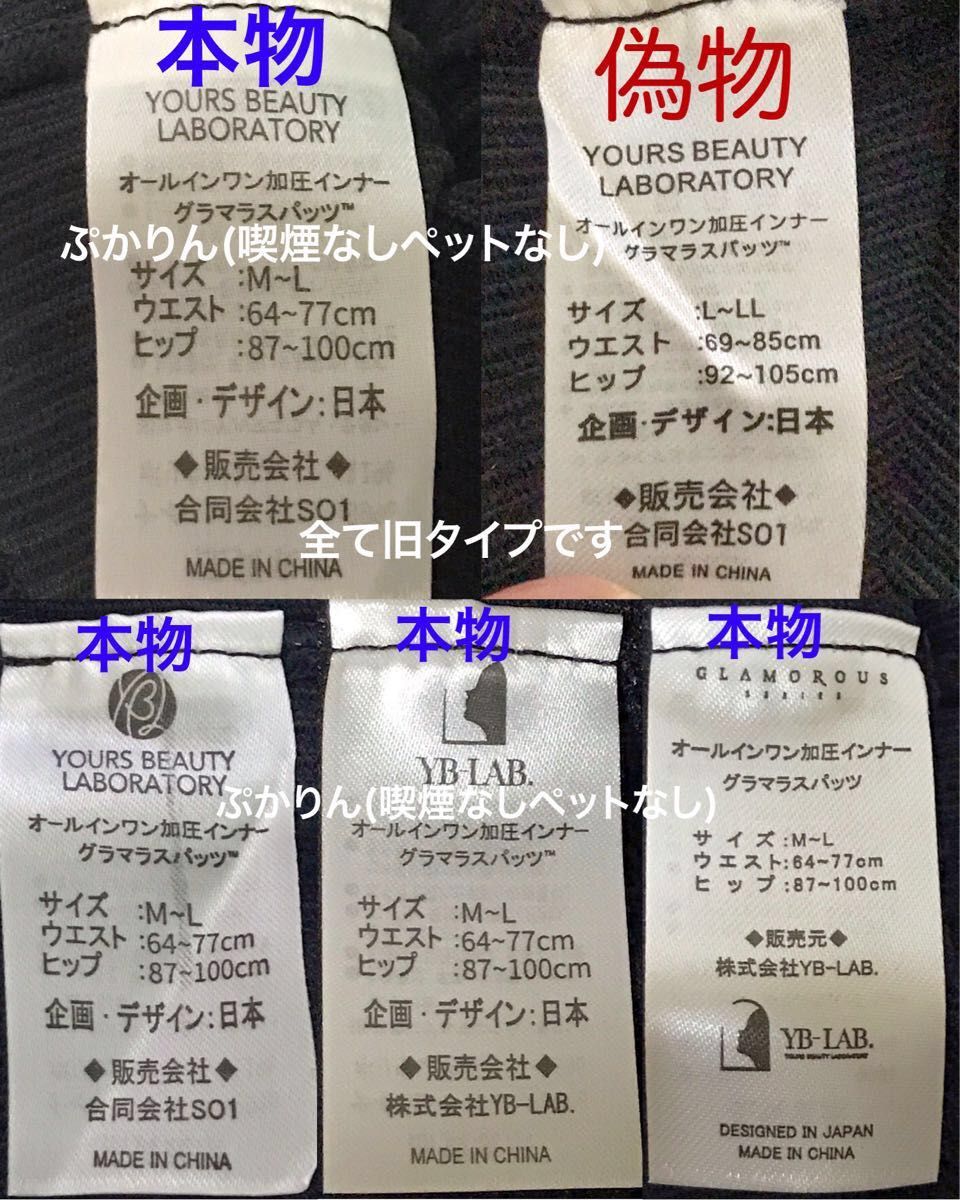 本物
YOURS BEAUTY
LABORATORY
オールインワン加圧インナー
グラマラスパッツ™
ぷかりん(喫煙なしペットなし)
サイズ :M~L
ウエスト :64~77cm
ヒップ :87~100cm
企画・デザイン:日本
◆販売会社◆
合同会社SO1
MADE IN CHINA
偽物
YOURS BEAUTY
LABORATORY
オールインワン加圧インナー
グラマラスパッツ™
サイズ :L~LL
ウエスト :69~85cm
ヒップ :92~105cm
企画・デザイン:日本
◆販売会社◆
合同会社SO1
MADE IN CHINA
全て旧タイプです
本物
YOURS BEAUTY
LABORATORY
オールインワン加圧インナー
グラマラスパッツ™
サイズ :M~L
ウエスト :64~77cm
ヒップ :87~100cm
企画・デザイン:日本
◆販売会社◆
合同会社SO1
MADE IN CHINA
本物
YB-LAB.
ぷかりん(喫煙なしペットなし)
オールインワン加圧インナー
グラマラスパッツ™
サイズ :M~L
ウエスト :64~77cm
ヒップ :87~100cm
企画・デザイン:日本
◆販売会社◆
株式会社YB-LAB.
MADE IN CHINA
本物
GLAMOROUS
SERIES
オールインワン加圧インナー
グラマラスパッツ
サイズ:M~L
ウエスト:64~77cm
ヒップ:87~100cm
◆販売元◆
株式会社YB-LAB.
YB-LAB.
YOURS BEAUTY LABORATORY
DESIGNED IN JAPAN
MADE IN CHINA